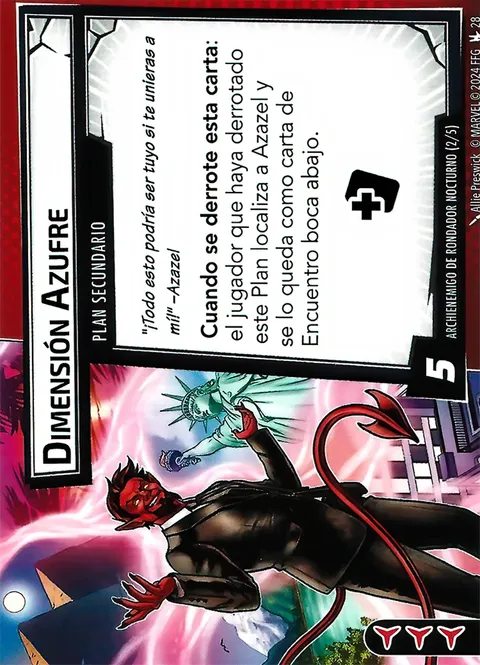 DIMENSIÓN AZUFRE
PLAN SECUNDARIO
"¡Todo esto podría ser tuyo si te unieras a
mí!" –Azazel
Cuando se derrote esta carta:
el jugador que haya derrotado
este Plan localiza a Azazel y
se lo queda como carta de
Encuentro boca abajo.
5
ARCHIENEMIGO DE RONDADOR NOCTURNO (2/5)
Allie Preswick © MARVEL © 2024 FFG 28